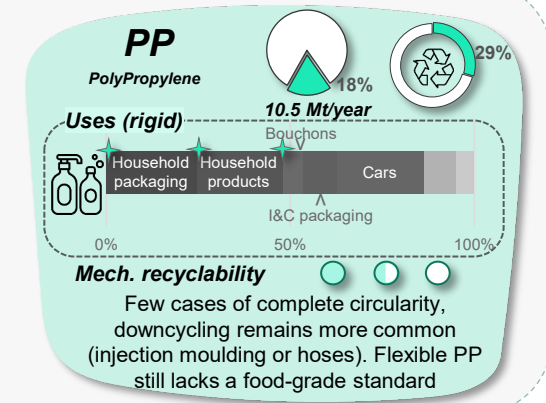 PP
PolyPropylene
18%
10.5 Mt/year
29%
Uses (rigid)
Bouchons
Household
packaging
Household
products
Cars
I&C packaging
0%
50%
100%
Mech. recyclability
Few cases of complete circularity,
downcycling remains more common
(injection moulding or hoses). Flexible PP
still lacks a food-grade standard